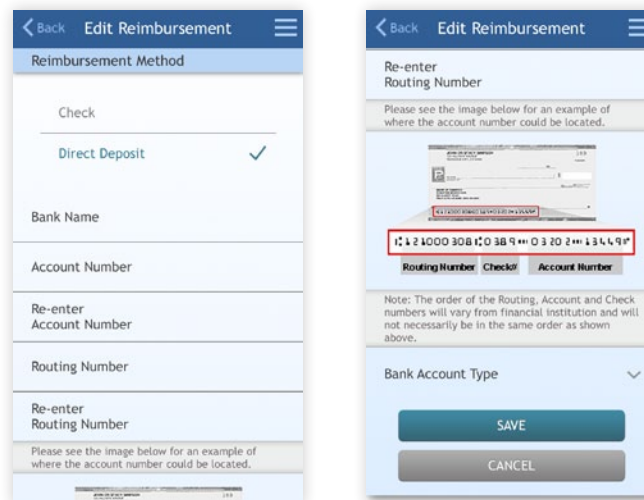 Back Edit Reimbursement
Reimbursement Method
Check
Direct Deposit
Bank Name
Account Number
Re-enter
Account Number
Routing Number
Re-enter
Routing Number
Please see the image below for an example of
where the account number could be located.
Back Edit Reimbursement
Re-enter
Routing Number
Please see the image below for an example of
where the account number could be located.
⑆121000308⑆0389⑈03202⑈13449⑈
Routing Number Check# Account Number
Note: The order of the Routing, Account and Check
numbers will vary from financial institution and will
not necessarily be in the same order as shown
above.
Bank Account Type
SAVE
CANCEL